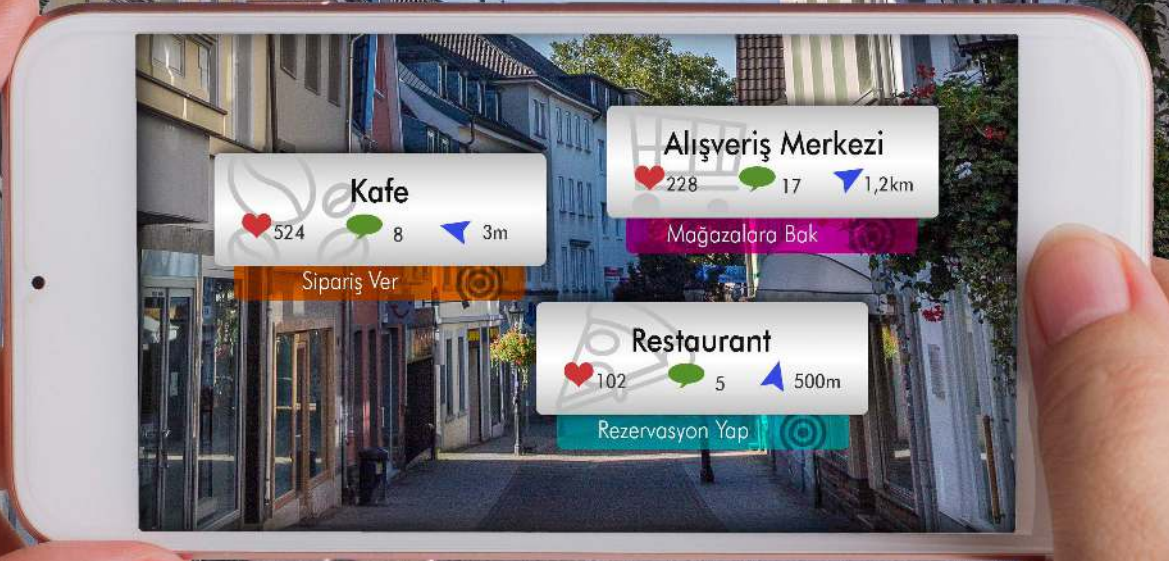 Kafe
524 8 3m
Sipariş Ver
Alışveriş Merkezi
228 17 1,2km
Mağazalara Bak
Restaurant
102 5 500m
Rezervasyon Yap